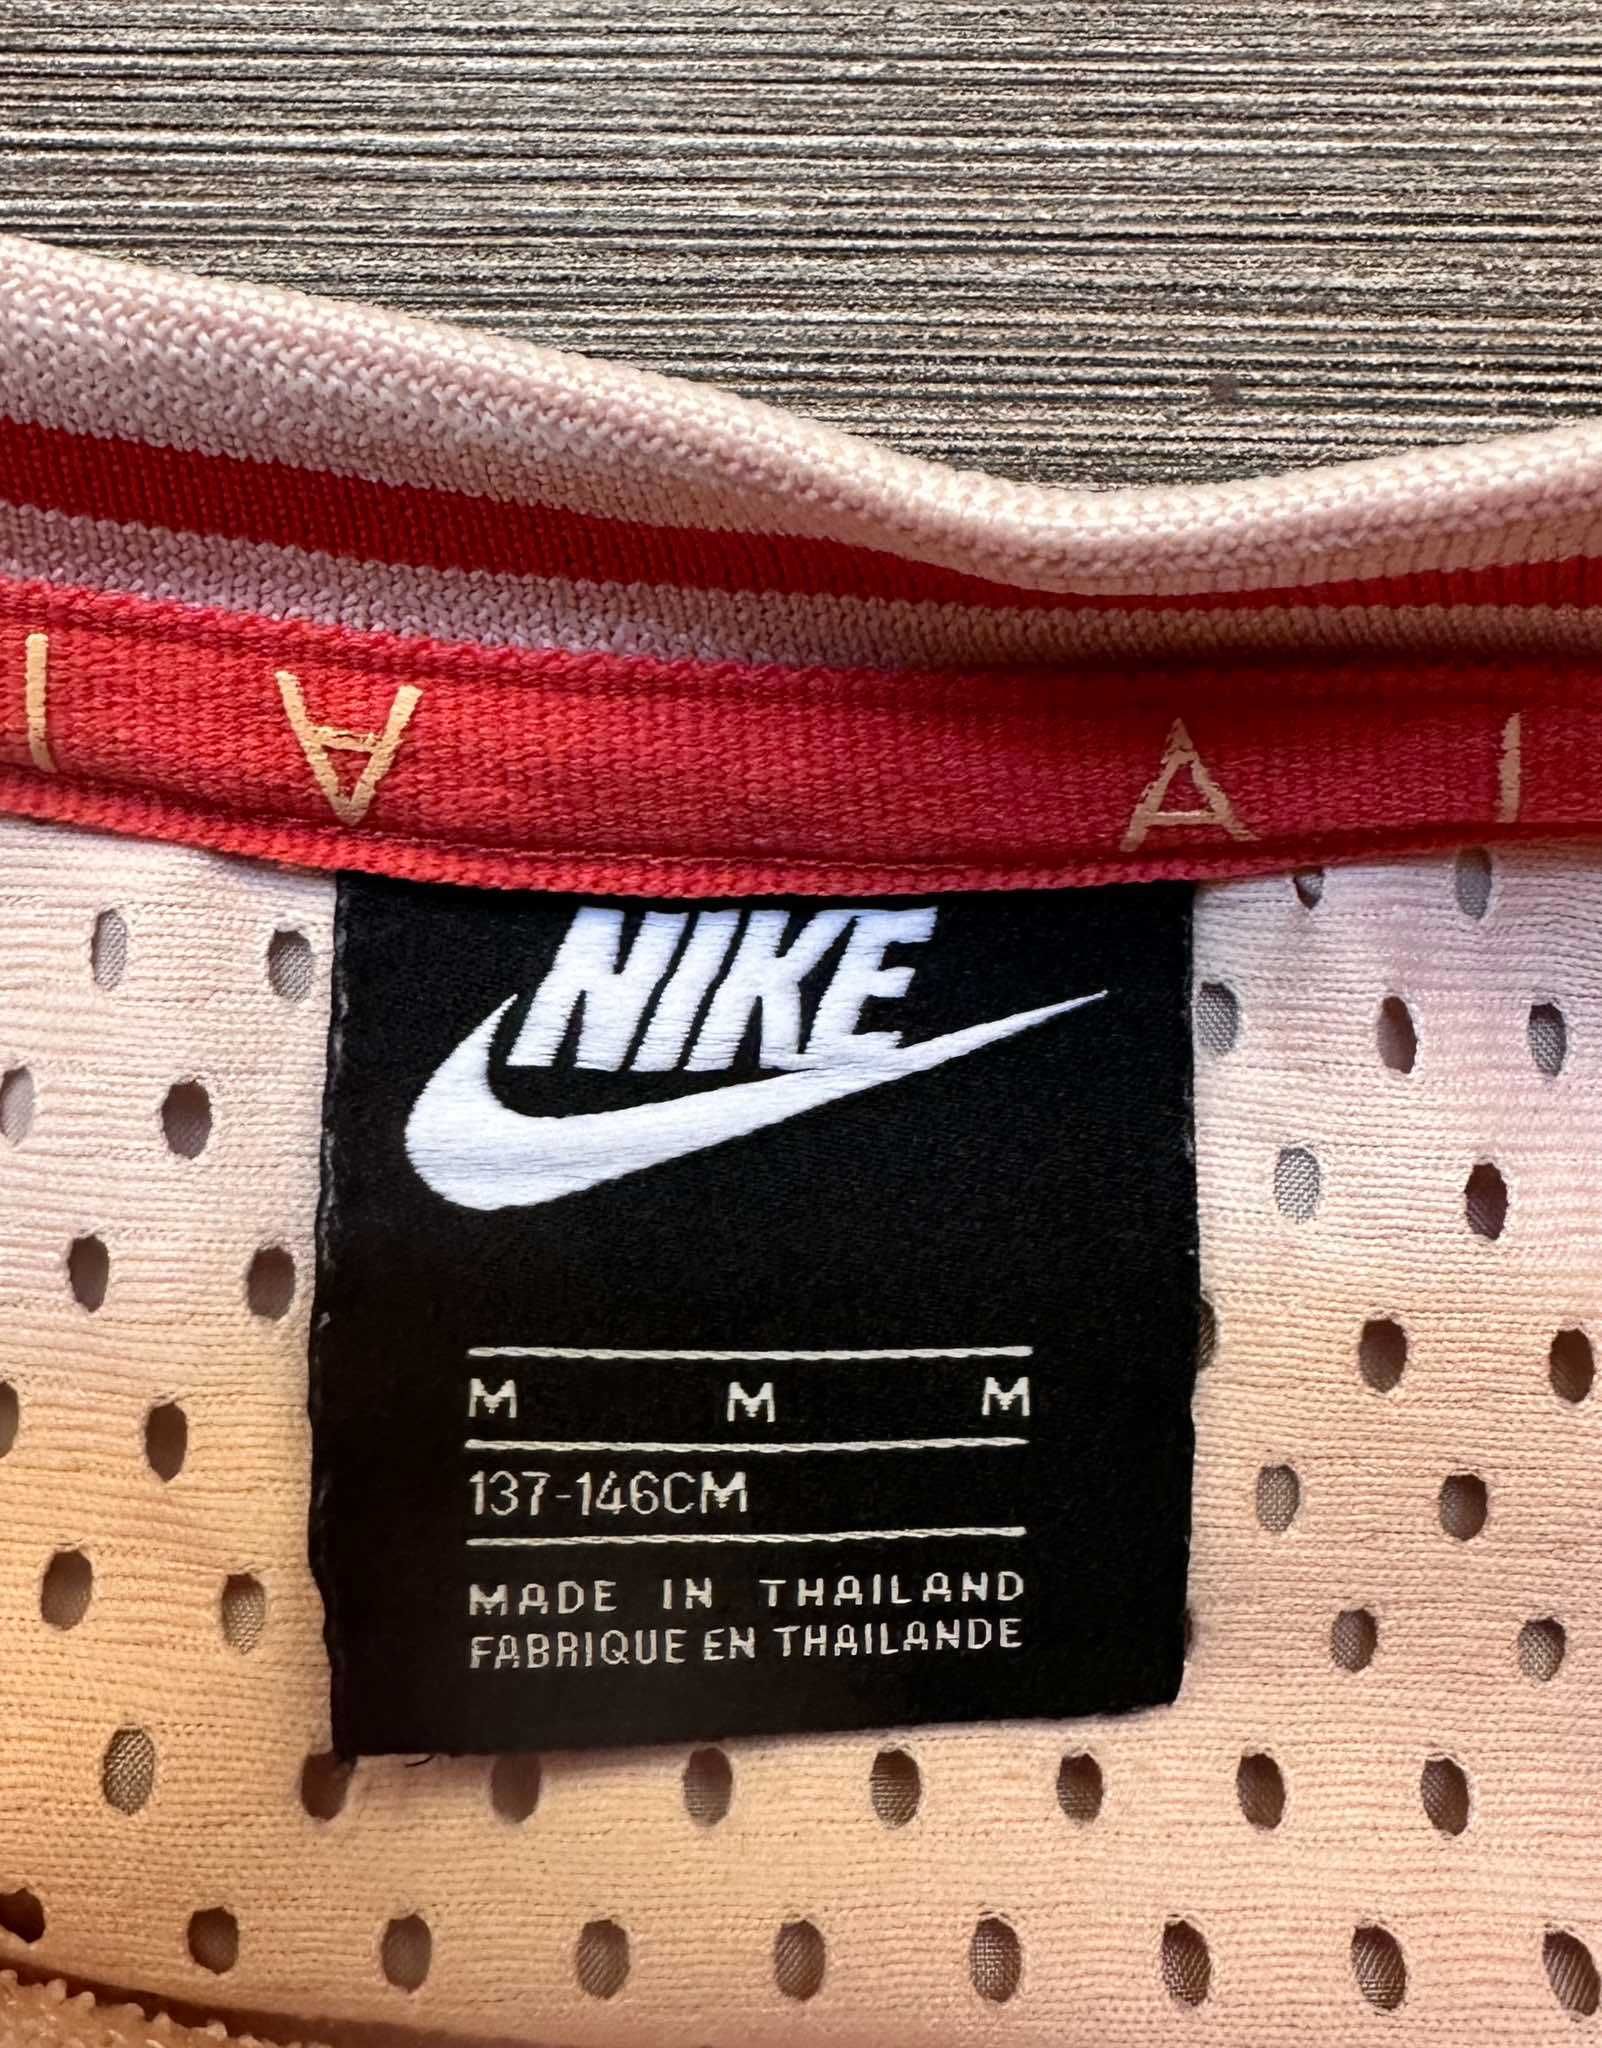 I A A I
NIKE
M M M
137-146CM
MADE IN THAILAND
FABRIQUE EN THAILANDE